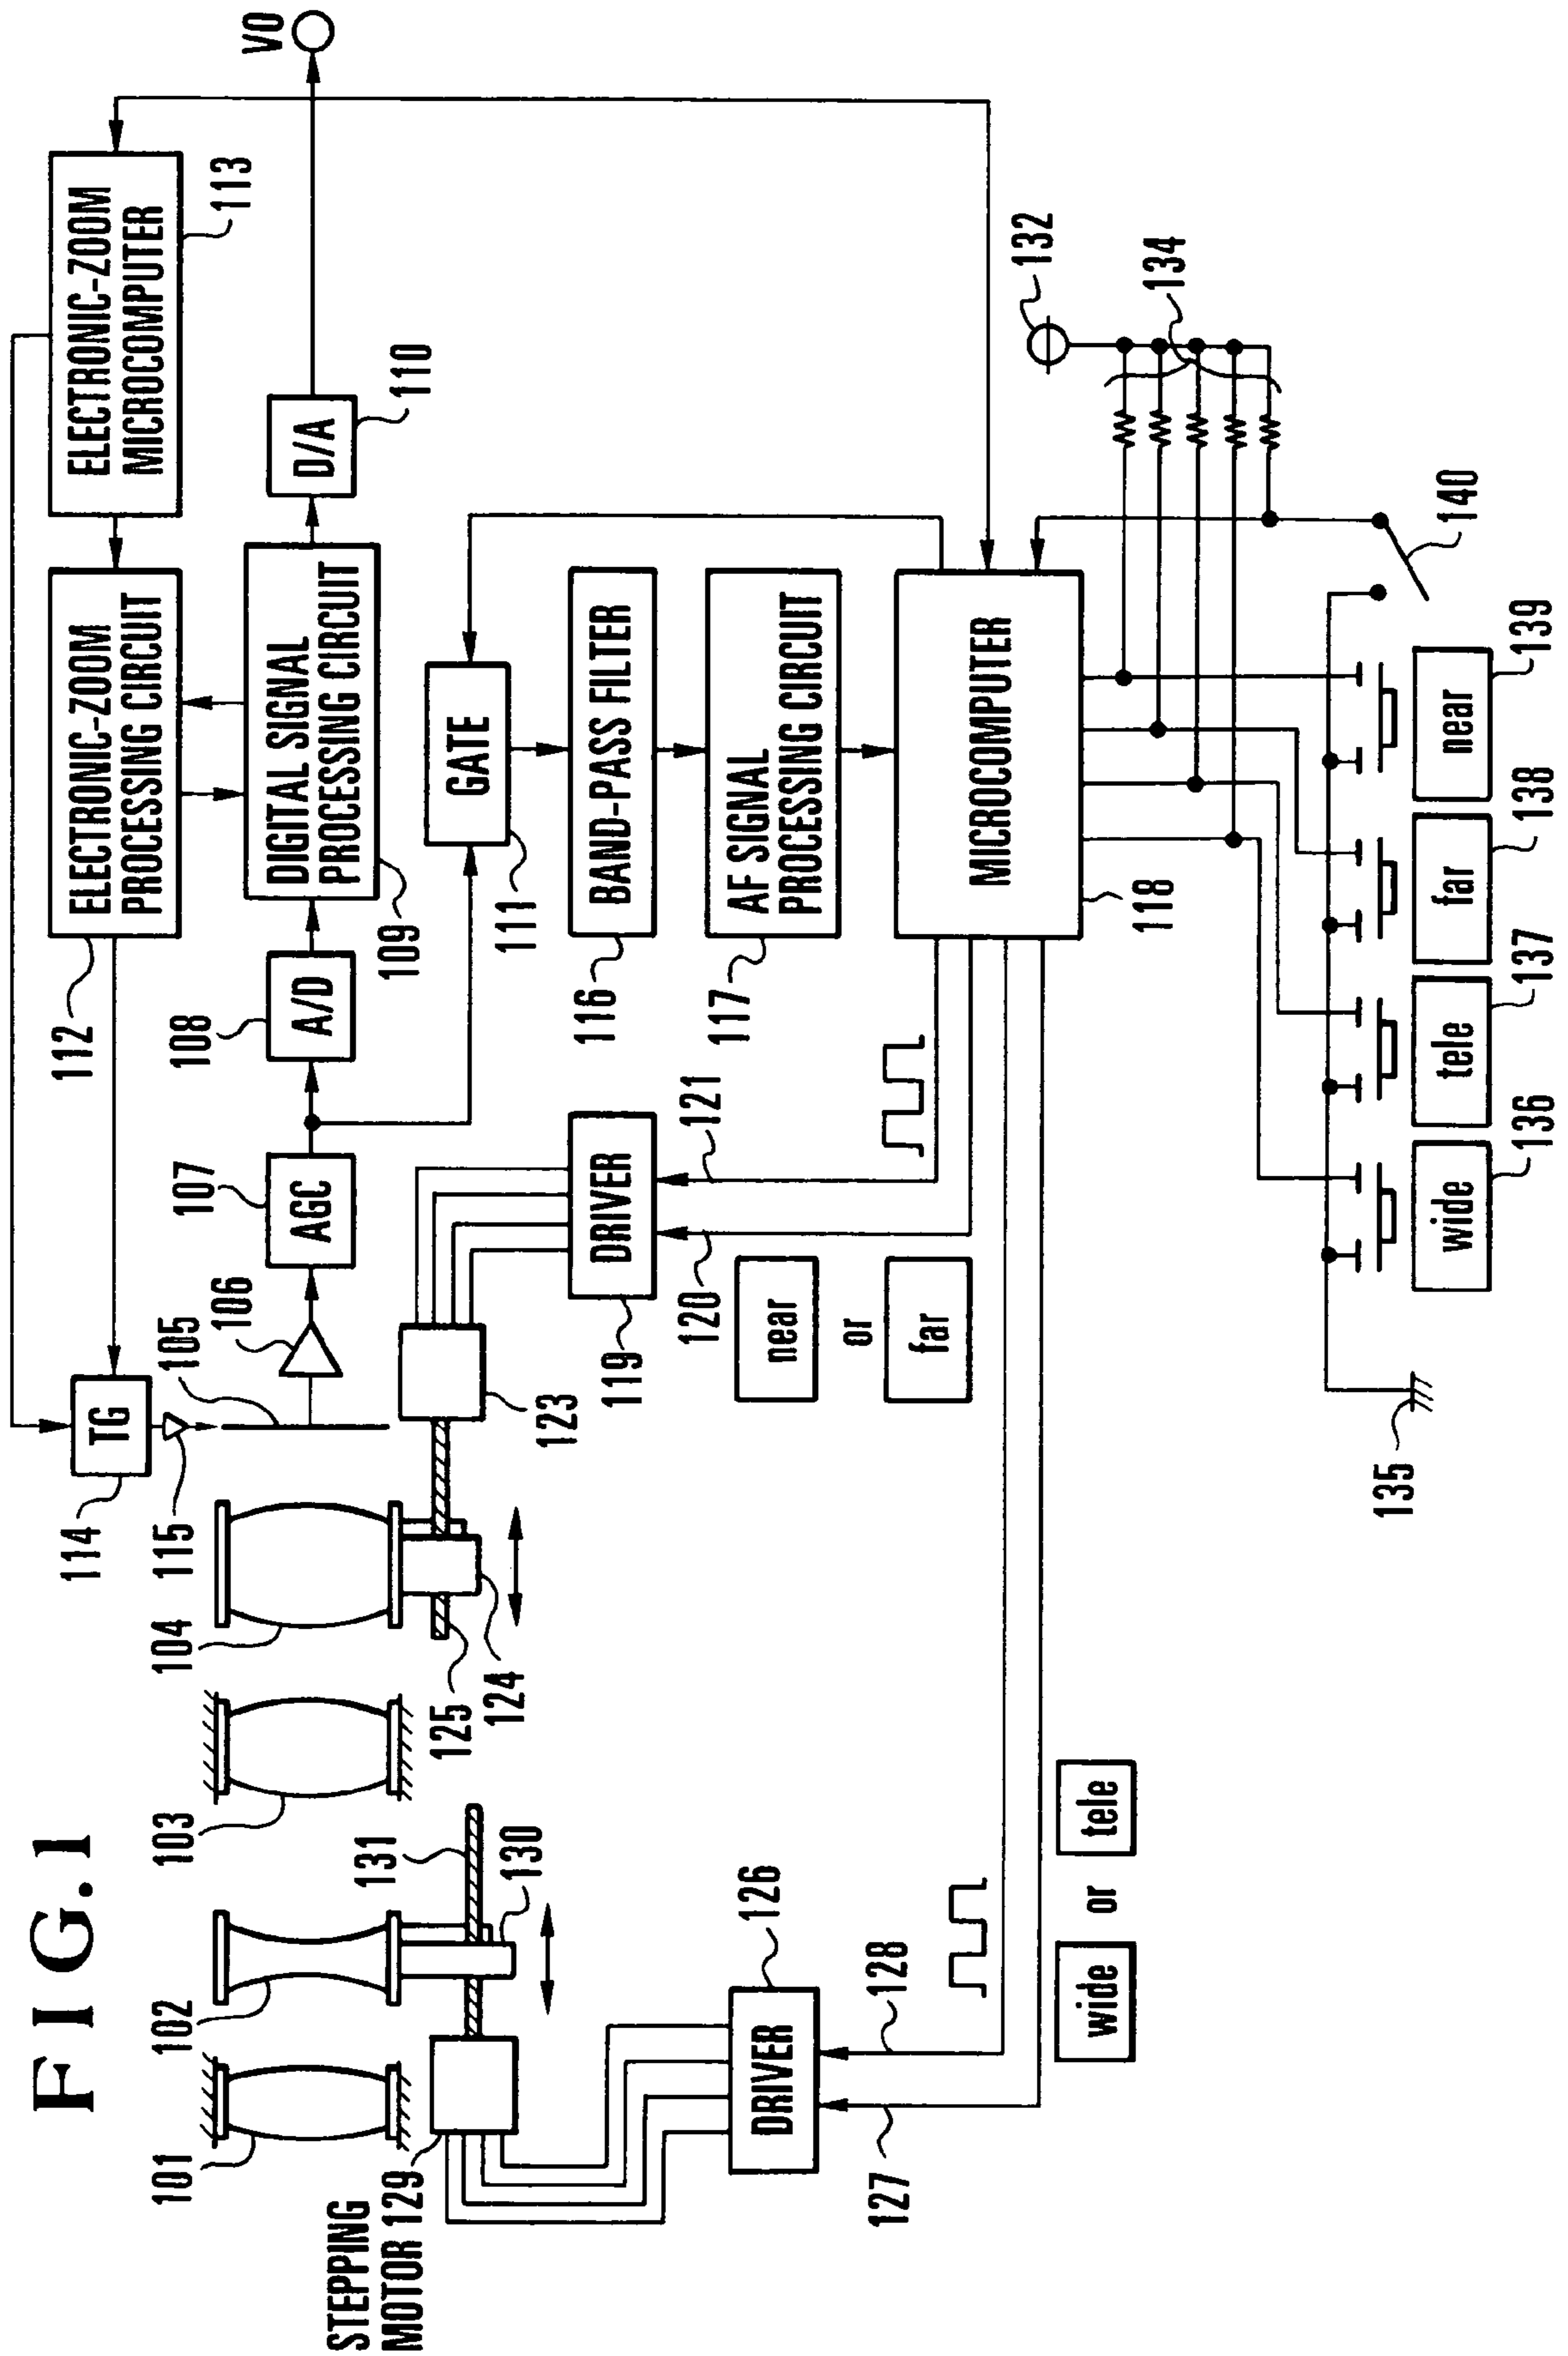 FIG.1
101
102
103
104
105
106
107
AGC
108
A/D
109
DIGITAL SIGNAL
PROCESSING CIRCUIT
D/A
110
VO
112
ELECTRONIC-ZOOM
PROCESSING CIRCUIT
ELECTRONIC-ZOOM
MICROCOMPUTER
113
TG
114
115
GATE
111
BAND-PASS FILTER
116
AF SIGNAL
PROCESSING CIRCUIT
117
MICROCOMPUTER
118
STEPPING
MOTOR 129
131
130
125
124
123
DRIVER
119
120
121
near
or
far
DRIVER
126
127
128
wide
or
tele
132
134
135
wide
136
tele
137
far
138
near
139
140